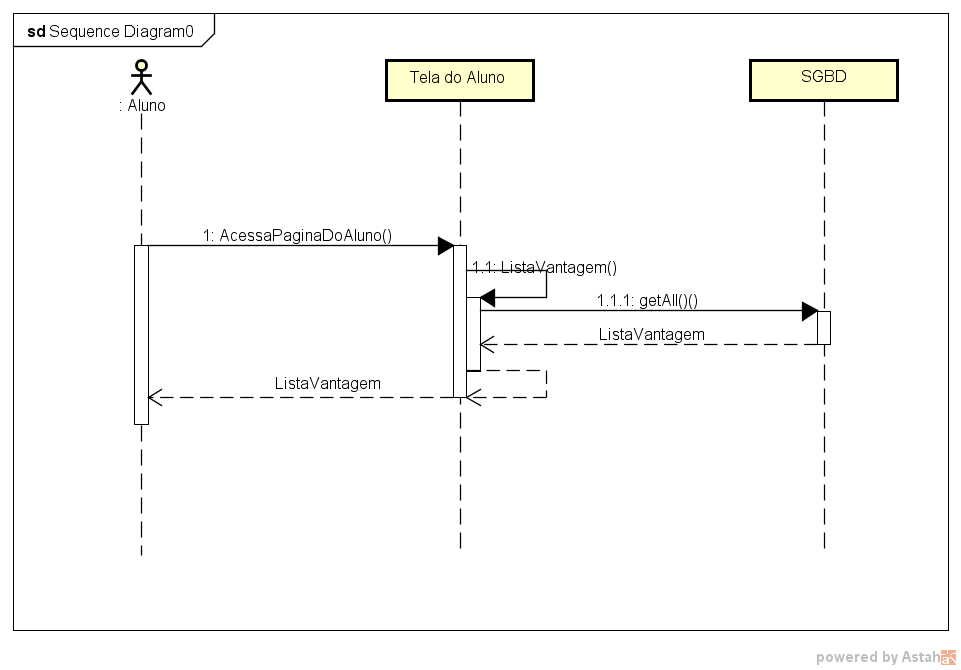 sd Sequence Diagram0
: Aluno
Tela do Aluno
SGBD
1: AcessaPaginaDoAluno()
1.1: ListaVantagem()
1.1.1: getAll()()
ListaVantagem
ListaVantagem
powered by Astah